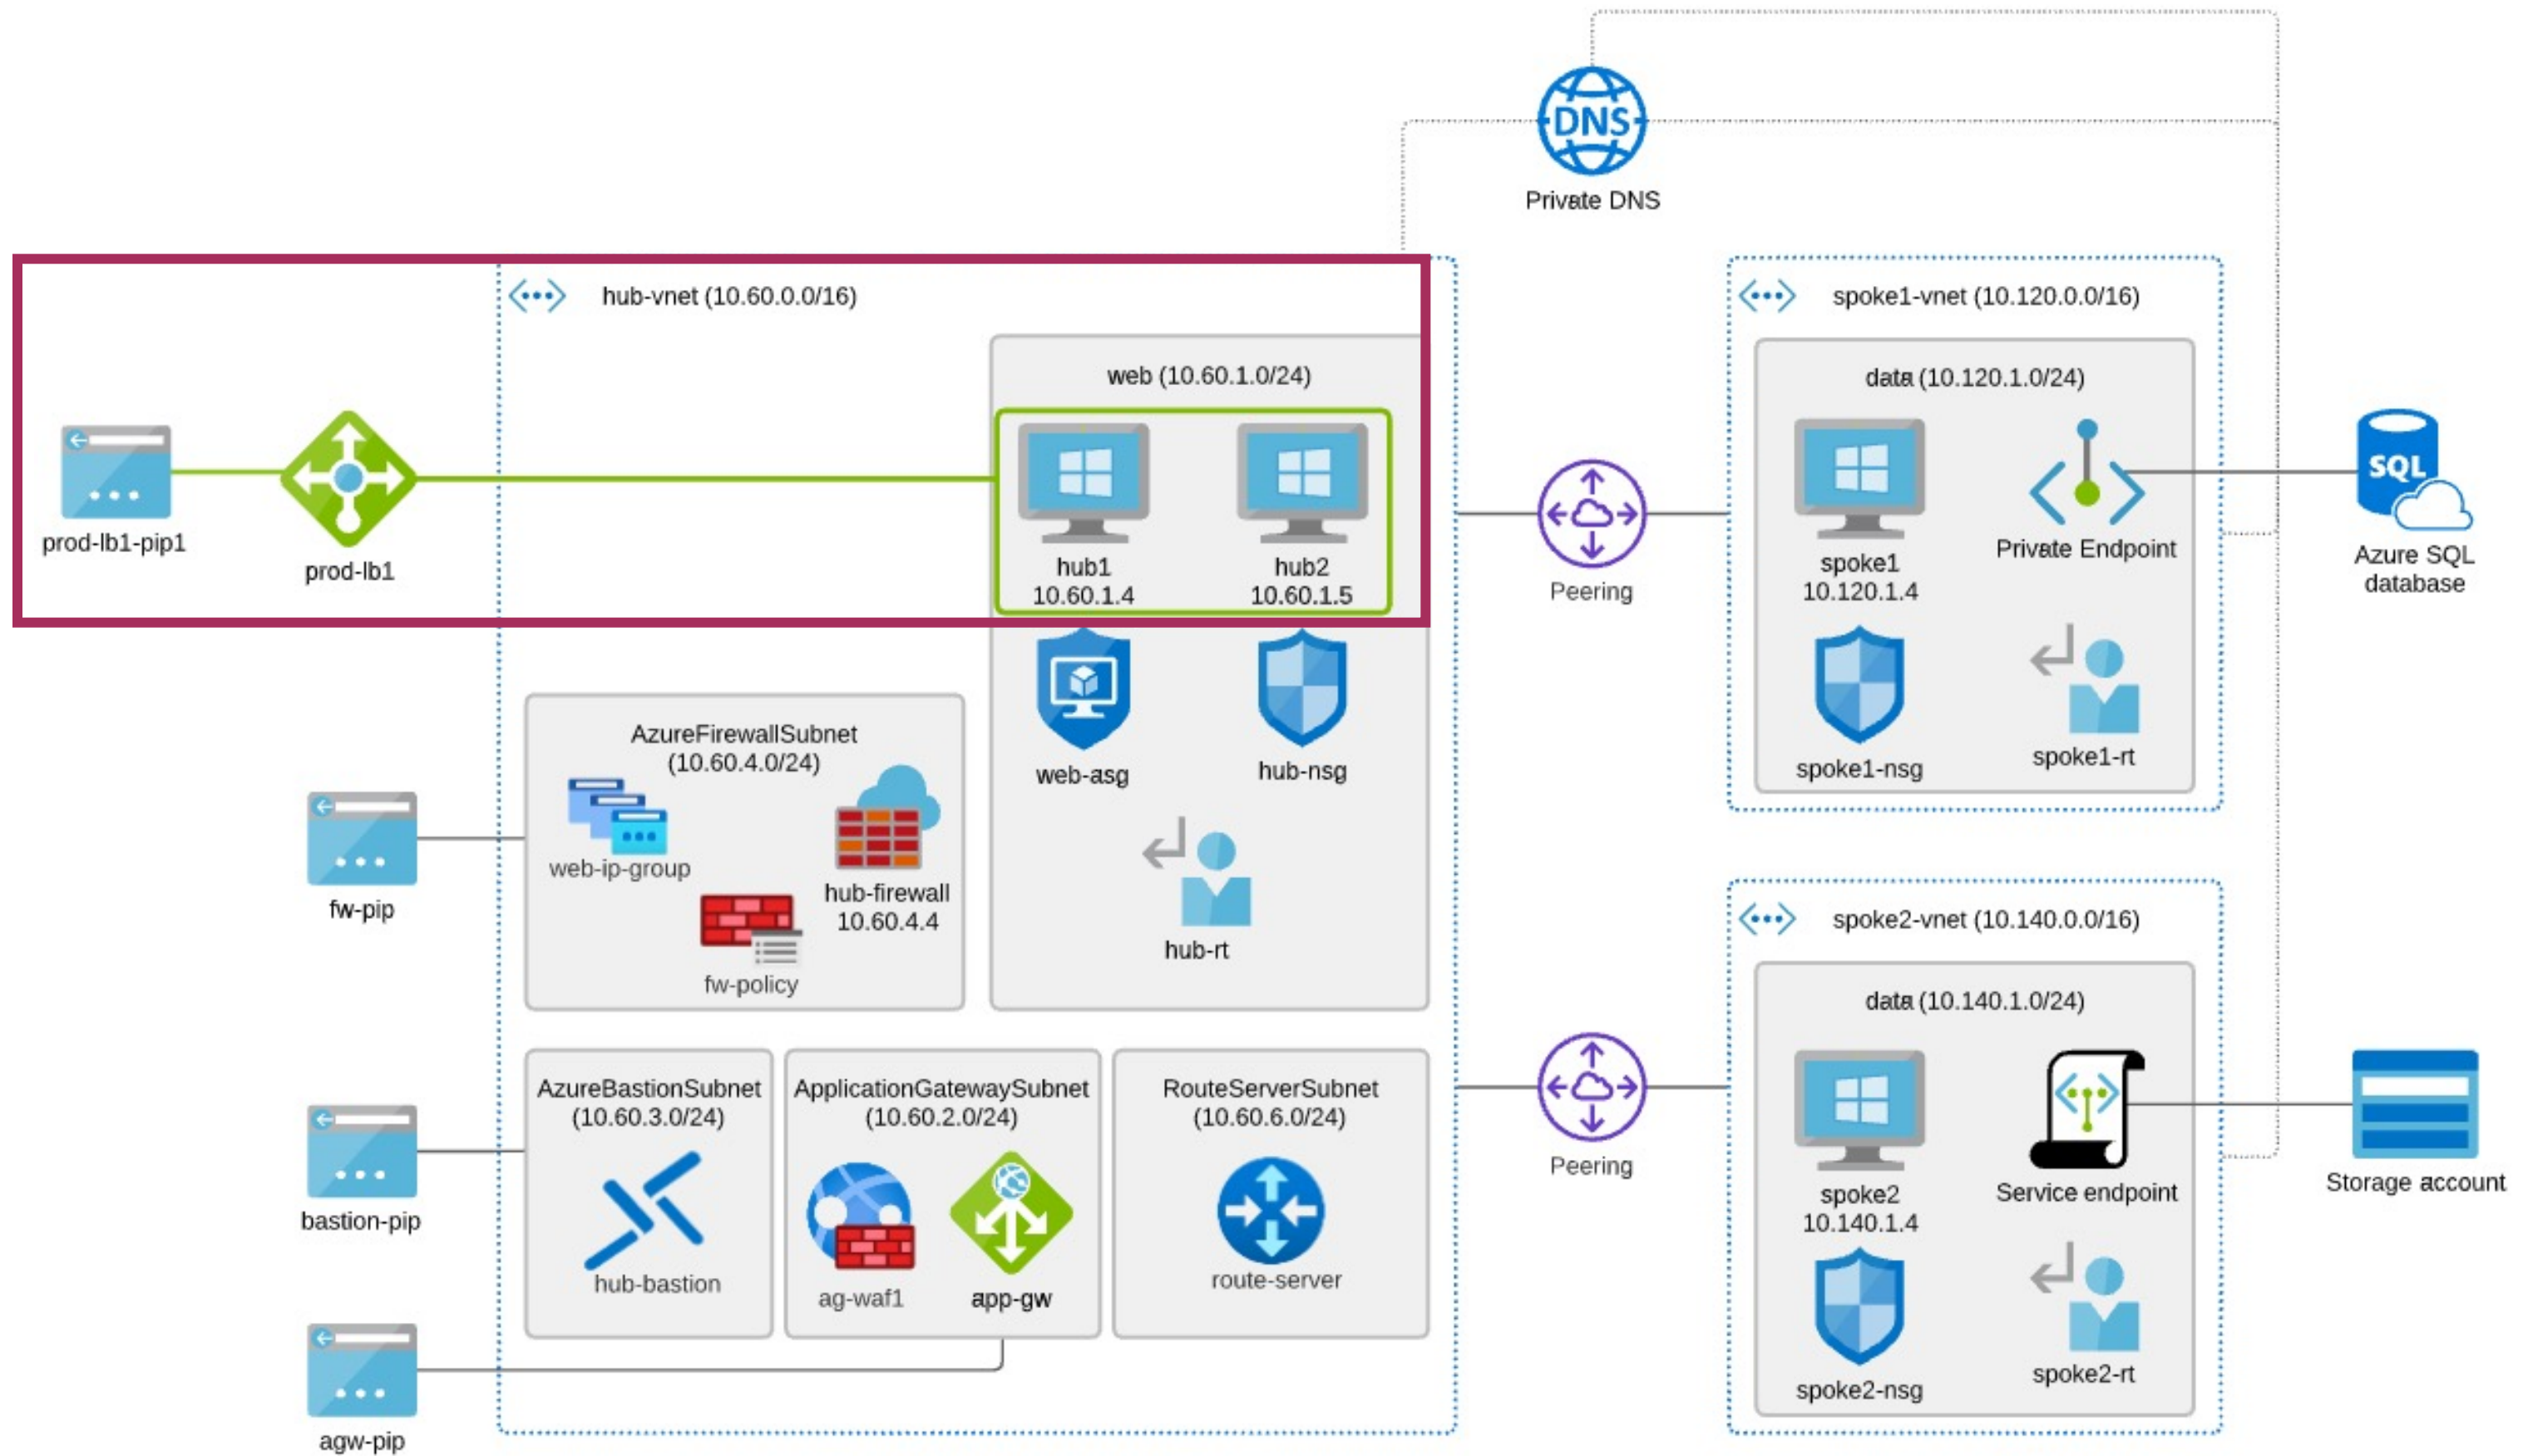 DNS
Private DNS
hub-vnet (10.60.0.0/16)
web (10.60.1.0/24)
prod-lb1-pip1
prod-lb1
hub1
10.60.1.4
hub2
10.60.1.5
web-asg
hub-nsg
hub-rt
AzureFirewallSubnet
(10.60.4.0/24)
web-ip-group
hub-firewall
10.60.4.4
fw-policy
fw-pip
AzureBastionSubnet
(10.60.3.0/24)
hub-bastion
bastion-pip
ApplicationGatewaySubnet
(10.60.2.0/24)
ag-waf1
app-gw
agw-pip
RouteServerSubnet
(10.60.6.0/24)
route-server
Peering
Peering
spoke1-vnet (10.120.0.0/16)
data (10.120.1.0/24)
spoke1
10.120.1.4
Private Endpoint
spoke1-nsg
spoke1-rt
SQL
Azure SQL
database
spoke2-vnet (10.140.0.0/16)
data (10.140.1.0/24)
spoke2
10.140.1.4
Service endpoint
spoke2-nsg
spoke2-rt
Storage account